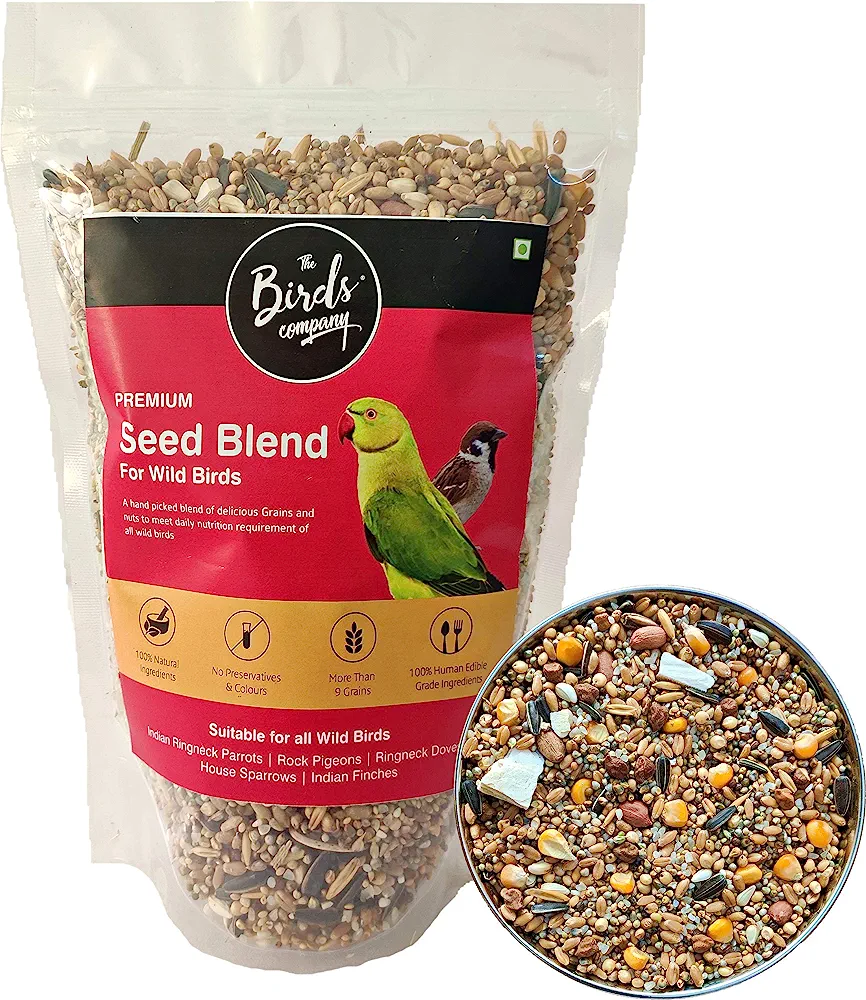 The
Birds®
company
PREMIUM
Seed Blend
For Wild Birds
A hand picked blend of delicious Grains and
nuts to meet daily nutrition requirement of
all wild birds
100% Natural
Ingredients
No Preservatives
& Colours
More Than
9 Grains
100% Human Edible
Grade Ingredients
Suitable for all Wild Birds
Indian Ringneck Parrots | Rock Pigeons | Ringneck Dove
House Sparrows | Indian Finches